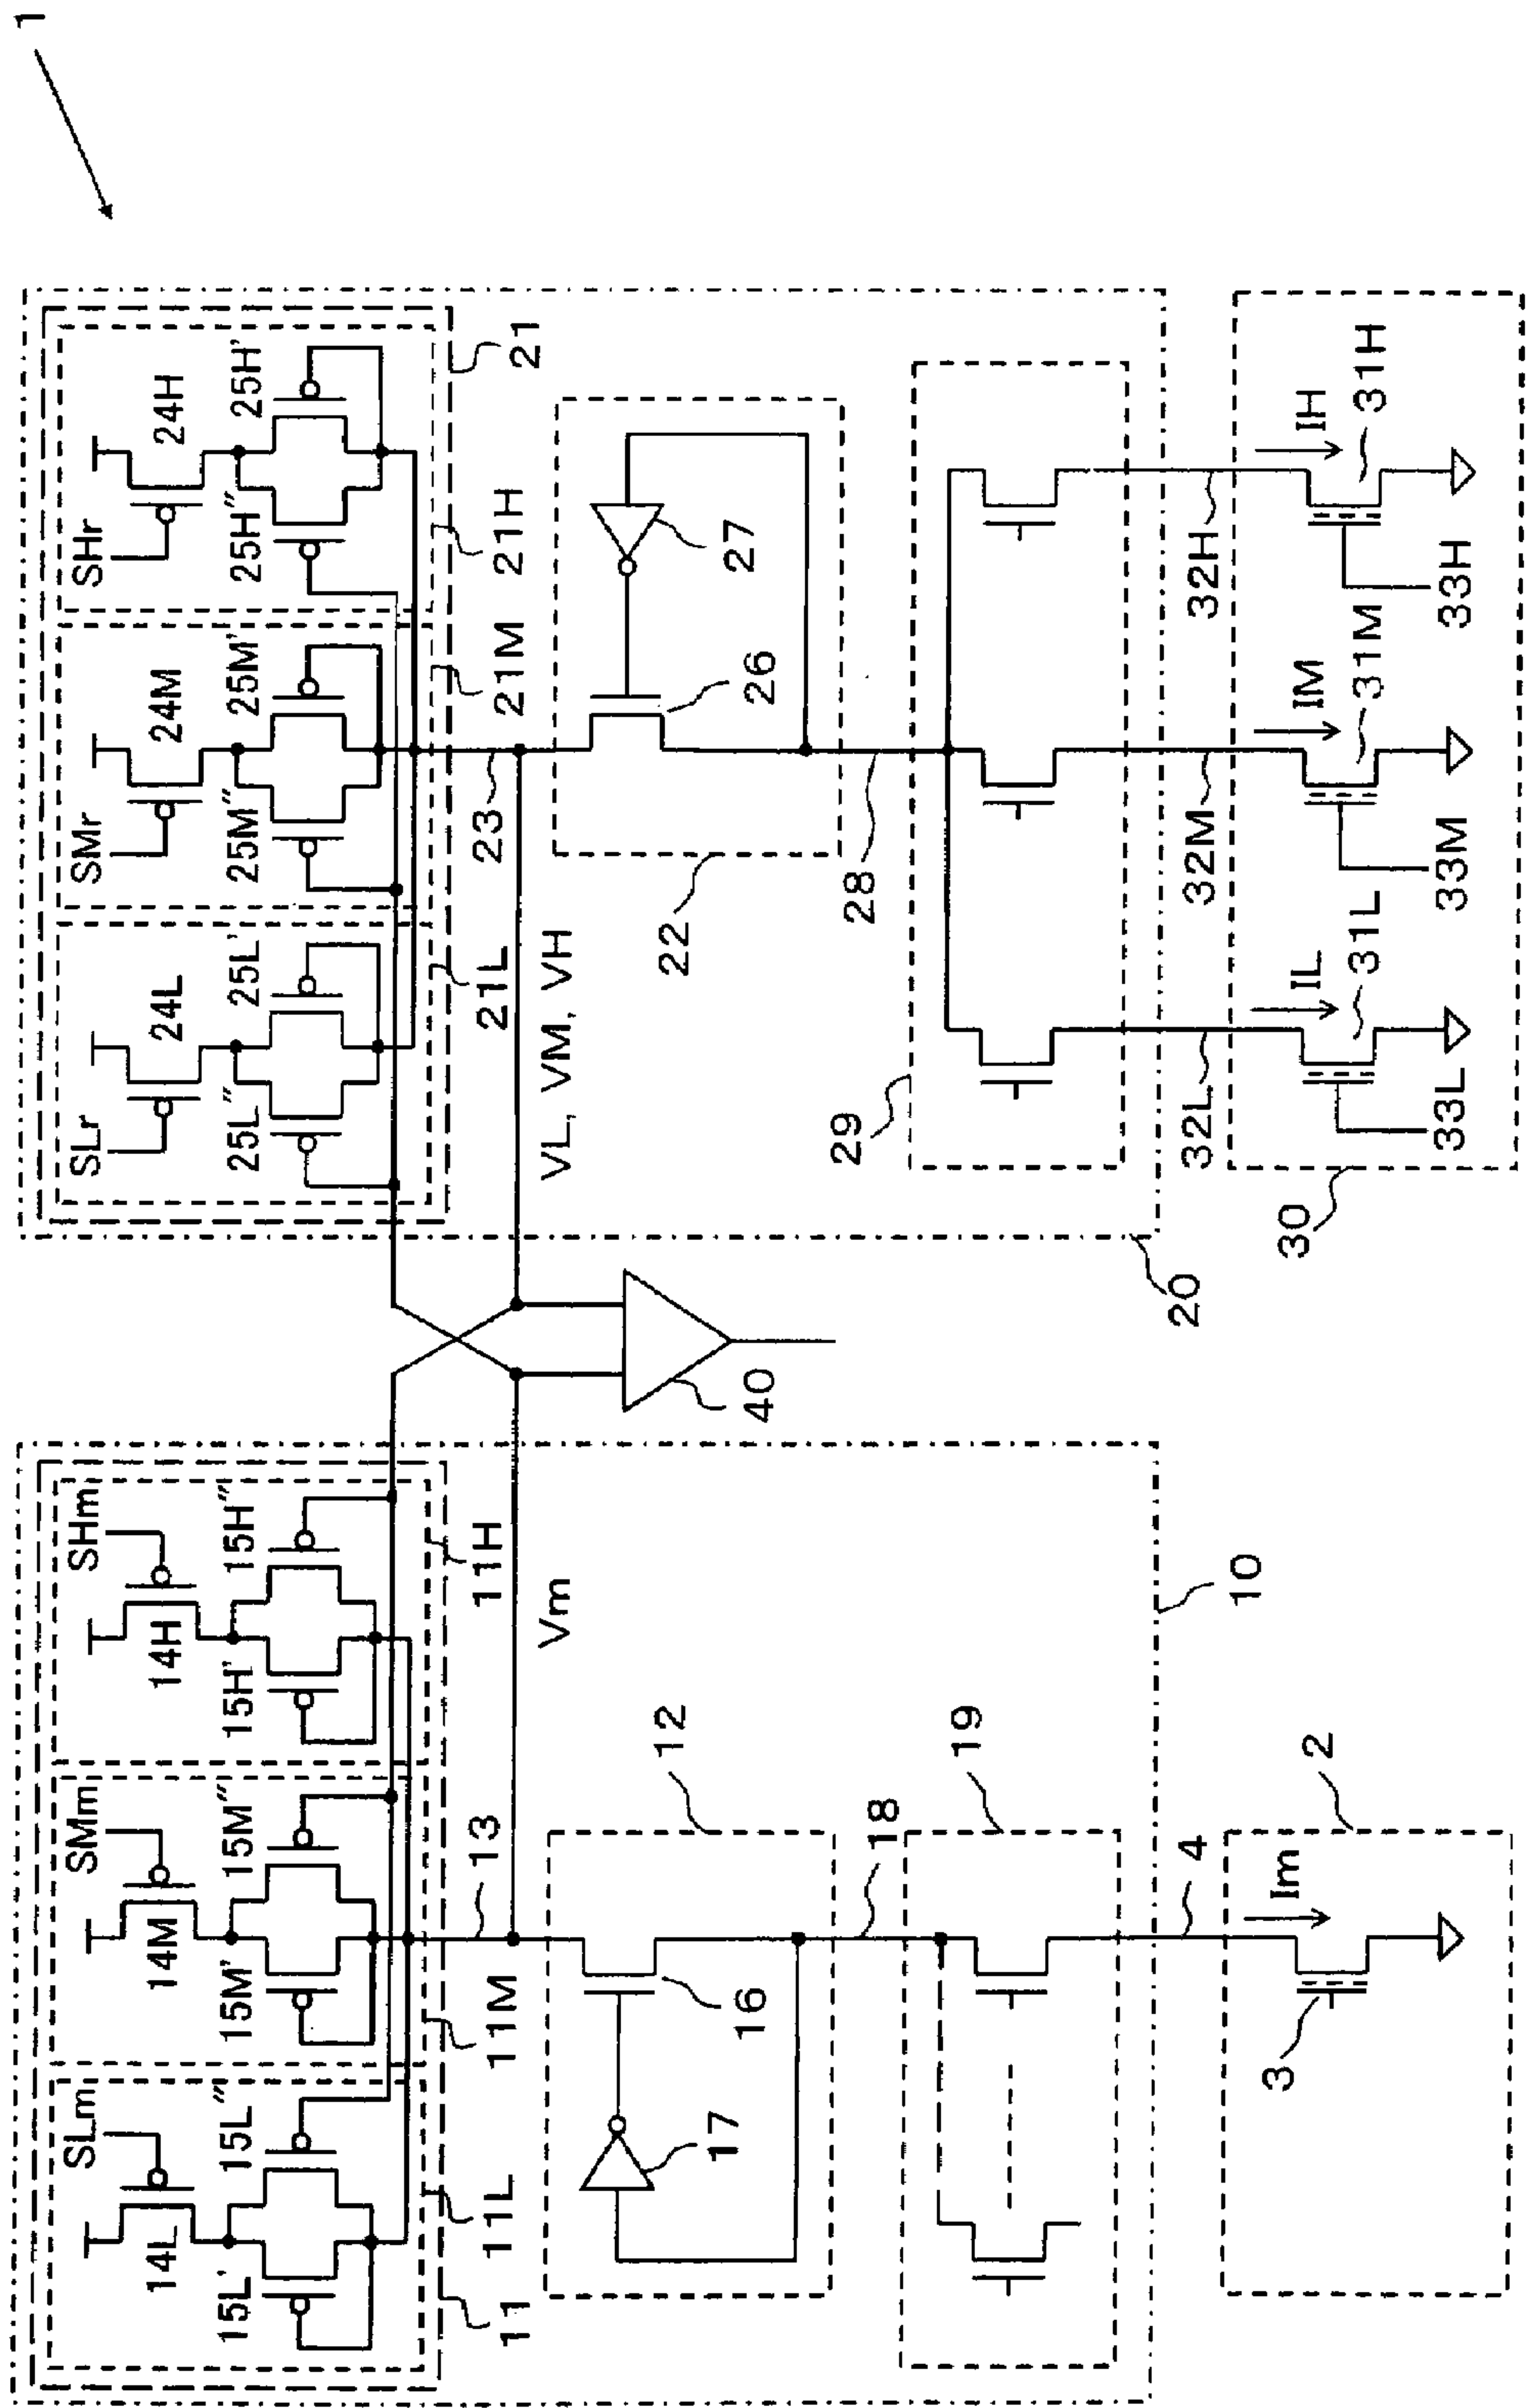 1
SLm
SMm
SHm
14L
14M
14H
15L'
15L"
15M'
15M"
15H'
15H"
11
11L
11M
11H
13
Vm
12
16
17
18
19
10
4
Im
3
2
40
SLr
SMr
SHr
24L
24M
24H
25L"
25L'
25M"
25M'
25H"
25H'
21L
21M
21H
21
VL, VM, VH
23
22
26
27
28
29
20
32L
32M
32H
IL
IM
IH
31L
31M
31H
33L
33M
33H
30